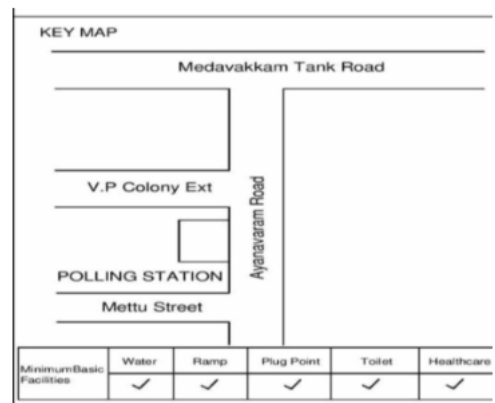 KEY MAP
Medavakkam Tank Road
V.P Colony Ext
Ayanavaram Road
POLLING STATION
Mettu Street
MinimumBasic Facilities
Water
Ramp
Plug Point
Toilet
Healthcare
✓ ✓ ✓ ✓ ✓